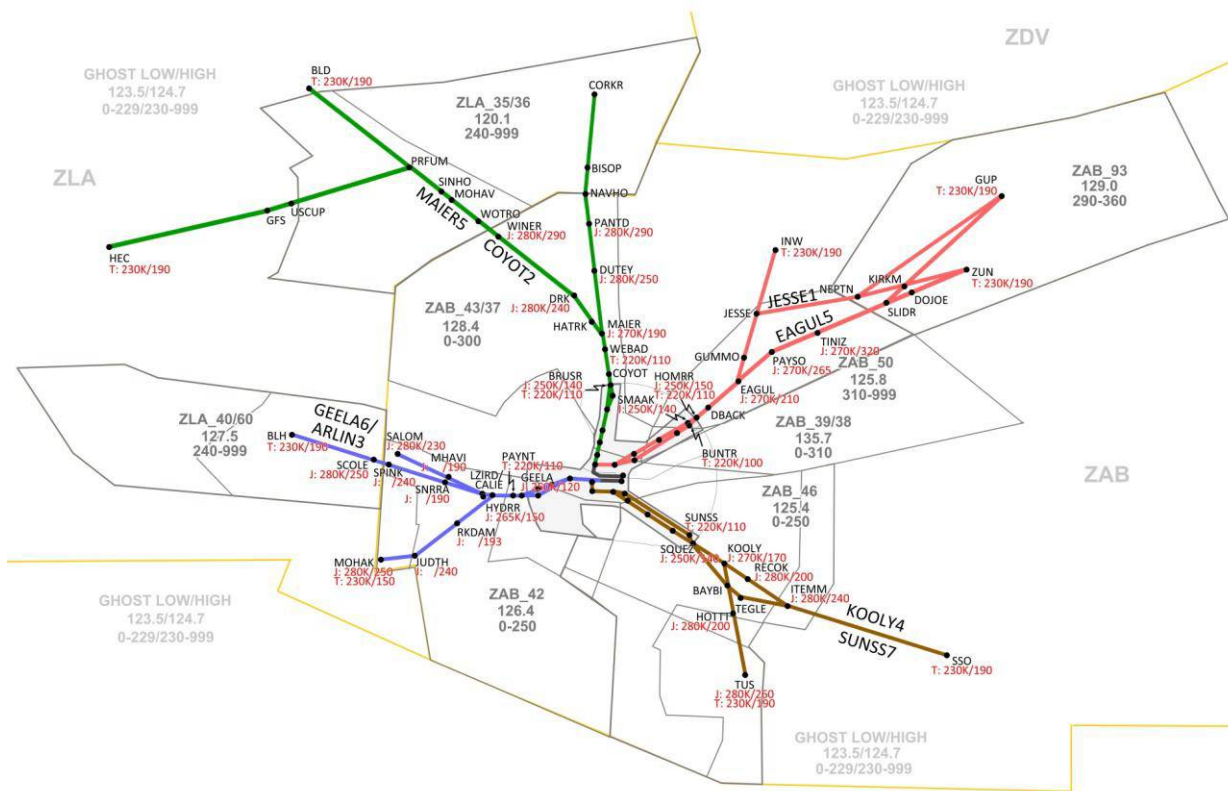 ZDV
GHOST LOW/HIGH
123.5/124.7
0-229/230-999
BLD
T: 230K/190
CORKR
ZLA_35/36
120.1
240-999
GHOST LOW/HIGH
123.5/124.7
0-229/230-999
ZLA
PRFUM
BISOP
ZAB_93
129.0
290-360
GUP
T: 230K/190
SINHO
MOHAV
NAVHO
GFS
USCUP
WOTRO
WINER
J: 280K/290
MAIER5
COYOT2
PANTD
J: 280K/290
HEC
T: 230K/190
INW
T: 230K/190
DUTEY
J: 280K/250
KIRKM
ZUN
T: 230K/190
NEPTN
DOJOE
SLIDR
DRK
J: 280K/240
ZAB_43/37
128.4
0-300
HATRK
MAIER
J: 270K/190
JESSE
JESSE1
EAGUL5
TINIZ
J: 270K/320
WEBAD
T: 220K/110
GUMMO
PAYSO
J: 270K/265
ZAB_50
125.8
310-999
COYOT
BRUSR
J: 250K/140
T: 220K/110
HOMRR
J: 250K/150
T: 220K/110
EAGUL
J: 270K/210
SMAAK
J: 250K/140
DBACK
ZAB_39/38
135.7
0-310
ZLA_40/60
127.5
240-999
GEELA6/
ARLIN3
BLH
T: 230K/190
SALOM
J: 280K/230
SCOLE
J: 280K/250
SPINK
J: /240
MHAVI
J: /190
SNRRA
J: /190
LZIRD/
CALIE
PAYNT
T: 220K/110
GEELA
J: 250K/120
BUNTR
T: 220K/100
HYDRR
J: 265K/150
ZAB
ZAB_46
125.4
0-250
RKDAM
J: /193
SUNSS
T: 220K/110
SQUEZ
J: 250K/140
KOOLY
J: 270K/170
MOHAK
J: 280K/250
T: 230K/150
JUDTH
J: /240
RECOK
J: 280K/200
BAYBI
TEGLE
ITEMM
J: 280K/240
ZAB_42
126.4
0-250
HOTTT
J: 280K/200
KOOLY4
SUNSS7
GHOST LOW/HIGH
123.5/124.7
0-229/230-999
SSO
T: 230K/190
TUS
J: 280K/260
T: 230K/190
GHOST LOW/HIGH
123.5/124.7
0-229/230-999